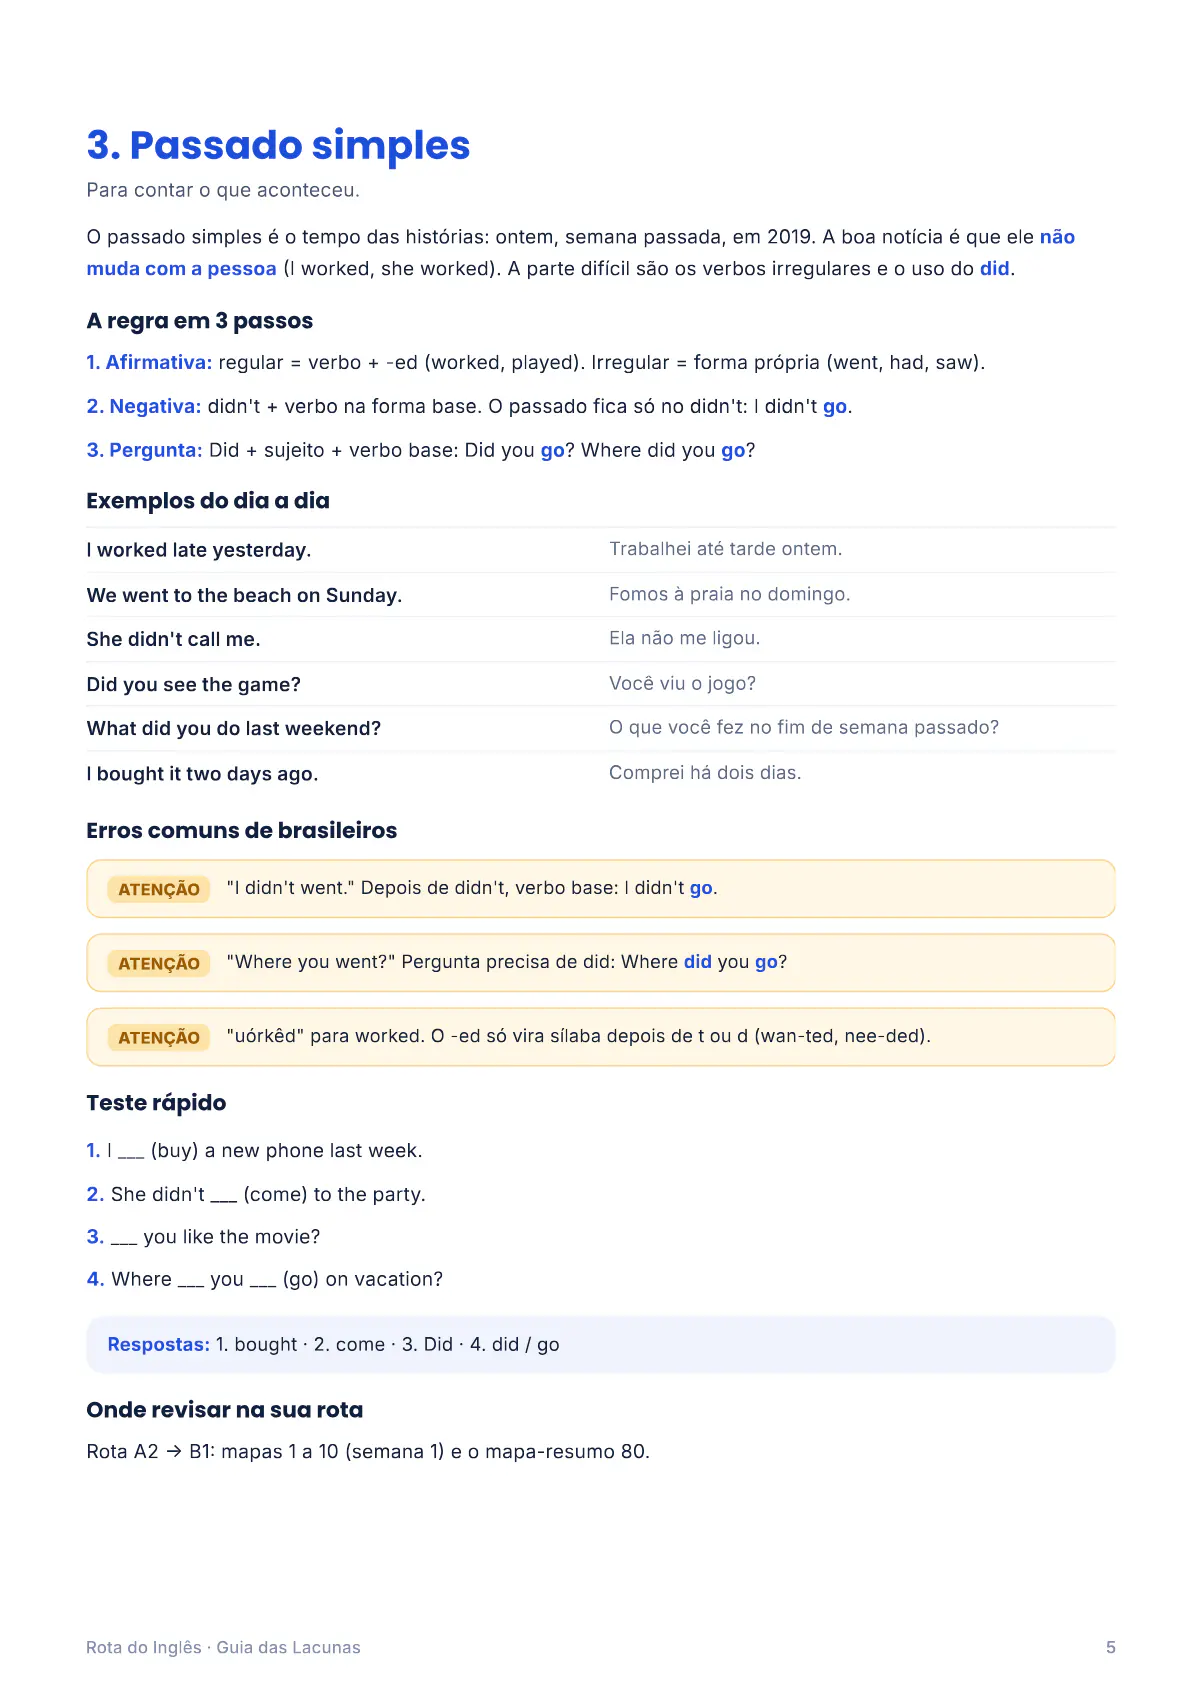 3. Passado simples
Para contar o que aconteceu.
O passado simples é o tempo das histórias: ontem, semana passada, em 2019. A boa notícia é que ele não
muda com a pessoa (I worked, she worked). A parte difícil são os verbos irregulares e o uso do did.
A regra em 3 passos
1. Afirmativa: regular = verbo + -ed (worked, played). Irregular = forma própria (went, had, saw).
2. Negativa: didn't + verbo na forma base. O passado fica só no didn't: I didn't go.
3. Pergunta: Did + sujeito + verbo base: Did you go? Where did you go?
Exemplos do dia a dia
I worked late yesterday. Trabalhei até tarde ontem.
We went to the beach on Sunday. Fomos à praia no domingo.
She didn't call me. Ela não me ligou.
Did you see the game? Você viu o jogo?
What did you do last weekend? O que você fez no fim de semana passado?
I bought it two days ago. Comprei há dois dias.
Erros comuns de brasileiros
ATENÇÃO "I didn't went." Depois de didn't, verbo base: I didn't go.
ATENÇÃO "Where you went?" Pergunta precisa de did: Where did you go?
ATENÇÃO "uórkêd" para worked. O -ed só vira sílaba depois de t ou d (wan-ted, nee-ded).
Teste rápido
1. I ___ (buy) a new phone last week.
2. She didn't ___ (come) to the party.
3. ___ you like the movie?
4. Where ___ you ___ (go) on vacation?
Respostas: 1. bought · 2. come · 3. Did · 4. did / go
Onde revisar na sua rota
Rota A2 → B1: mapas 1 a 10 (semana 1) e o mapa-resumo 80.
Rota do Inglês · Guia das Lacunas 5